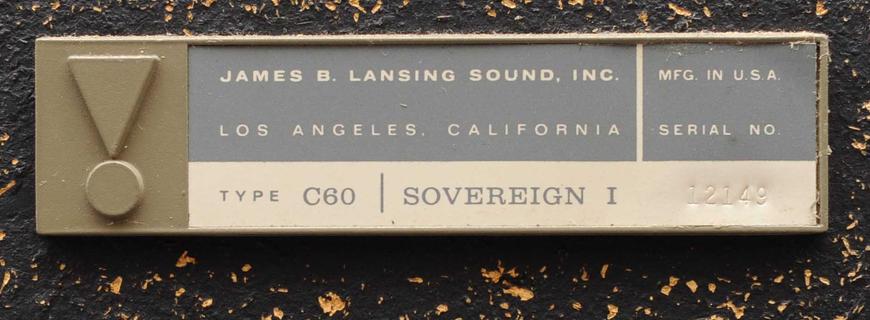 JAMES B. LANSING SOUND, INC.
LOS ANGELES, CALIFORNIA
MFG. IN U.S.A.
SERIAL NO.
TYPE C60 | SOVEREIGN I
12149